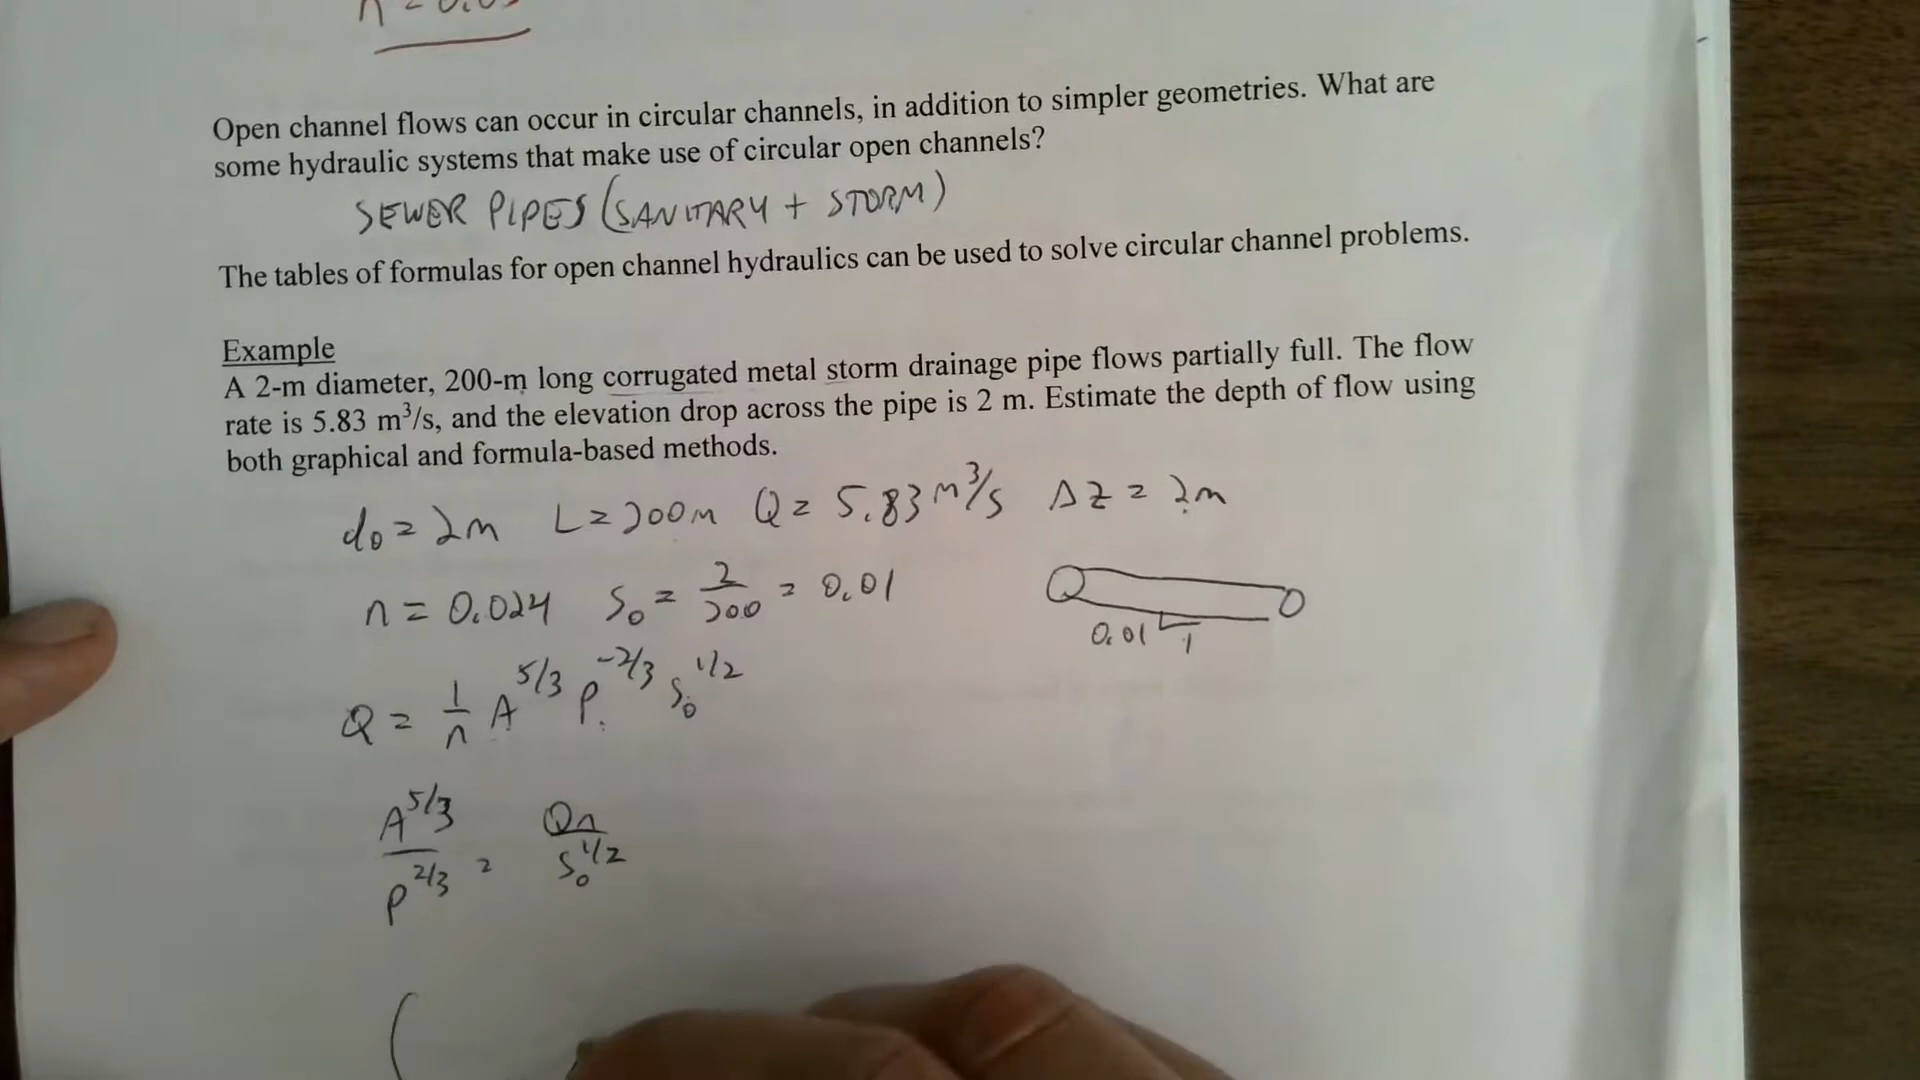 Open channel flows can occur in circular channels, in addition to simpler geometries. What are
some hydraulic systems that make use of circular open channels?
SEWER PIPES (SANITARY + STORM)
The tables of formulas for open channel hydraulics can be used to solve circular channel problems.
Example
A 2-m diameter, 200-m long corrugated metal storm drainage pipe flows partially full. The flow
rate is 5.83 m³/s, and the elevation drop across the pipe is 2 m. Estimate the depth of flow using
both graphical and formula-based methods.
d₀ = 2m L = 200m Q = 5.83 m³/s ΔZ = 2m
n = 0.024 S₀ = 2/200 = 0.01
0.01 1
Q = 1/n A^5/3 P^-2/3 S₀^1/2
A^5/3 / P^2/3 = Qn / S₀^1/2
(